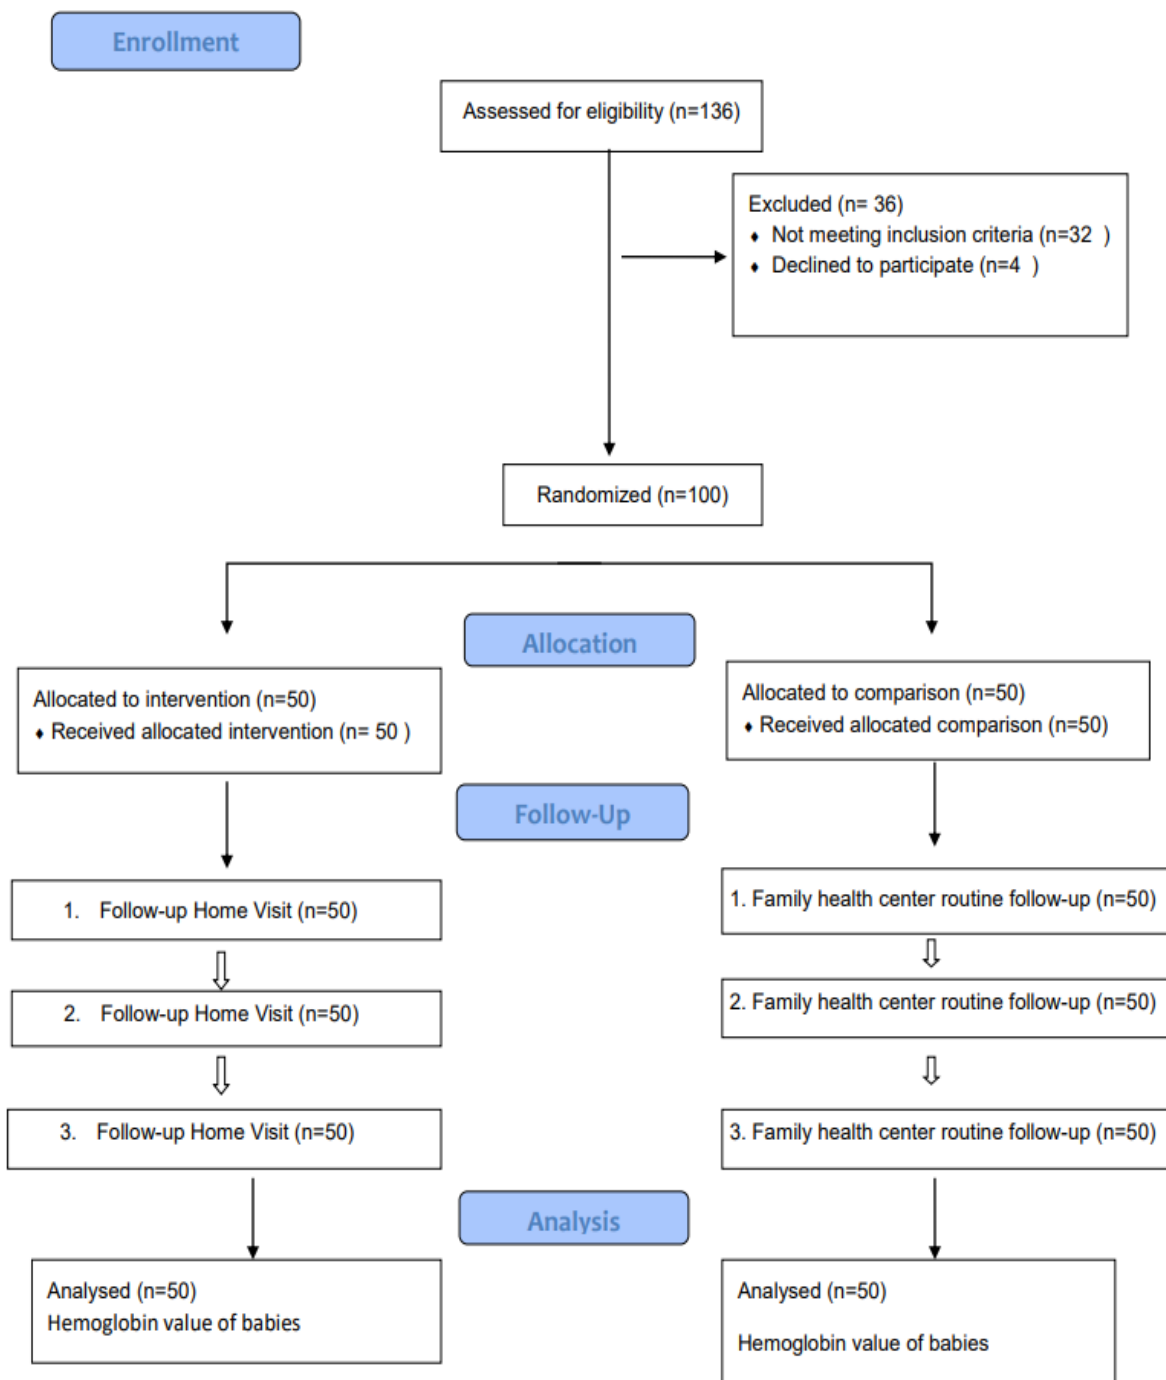 Enrollment
Assessed for eligibility (n=136)
Excluded (n= 36)
♦ Not meeting inclusion criteria (n=32 )
♦ Declined to participate (n=4 )
Randomized (n=100)
Allocation
Allocated to intervention (n=50)
♦ Received allocated intervention (n= 50 )
Allocated to comparison (n=50)
♦ Received allocated comparison (n=50)
Follow-Up
1. Follow-up Home Visit (n=50)
2. Follow-up Home Visit (n=50)
3. Follow-up Home Visit (n=50)
1. Family health center routine follow-up (n=50)
2. Family health center routine follow-up (n=50)
3. Family health center routine follow-up (n=50)
Analysis
Analysed (n=50)
Hemoglobin value of babies
Analysed (n=50)
Hemoglobin value of babies